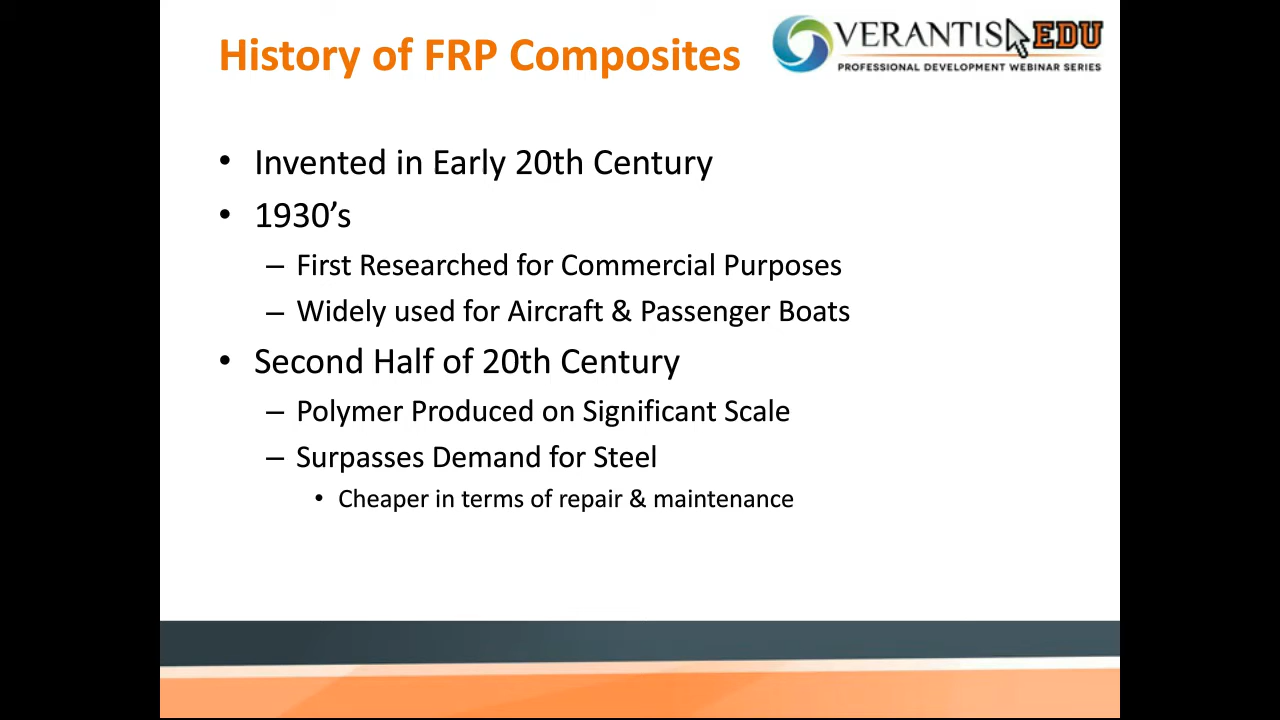 History of FRP Composites
VERANTIS EDU
PROFESSIONAL DEVELOPMENT WEBINAR SERIES
• Invented in Early 20th Century
• 1930’s
– First Researched for Commercial Purposes
– Widely used for Aircraft & Passenger Boats
• Second Half of 20th Century
– Polymer Produced on Significant Scale
– Surpasses Demand for Steel
• Cheaper in terms of repair & maintenance